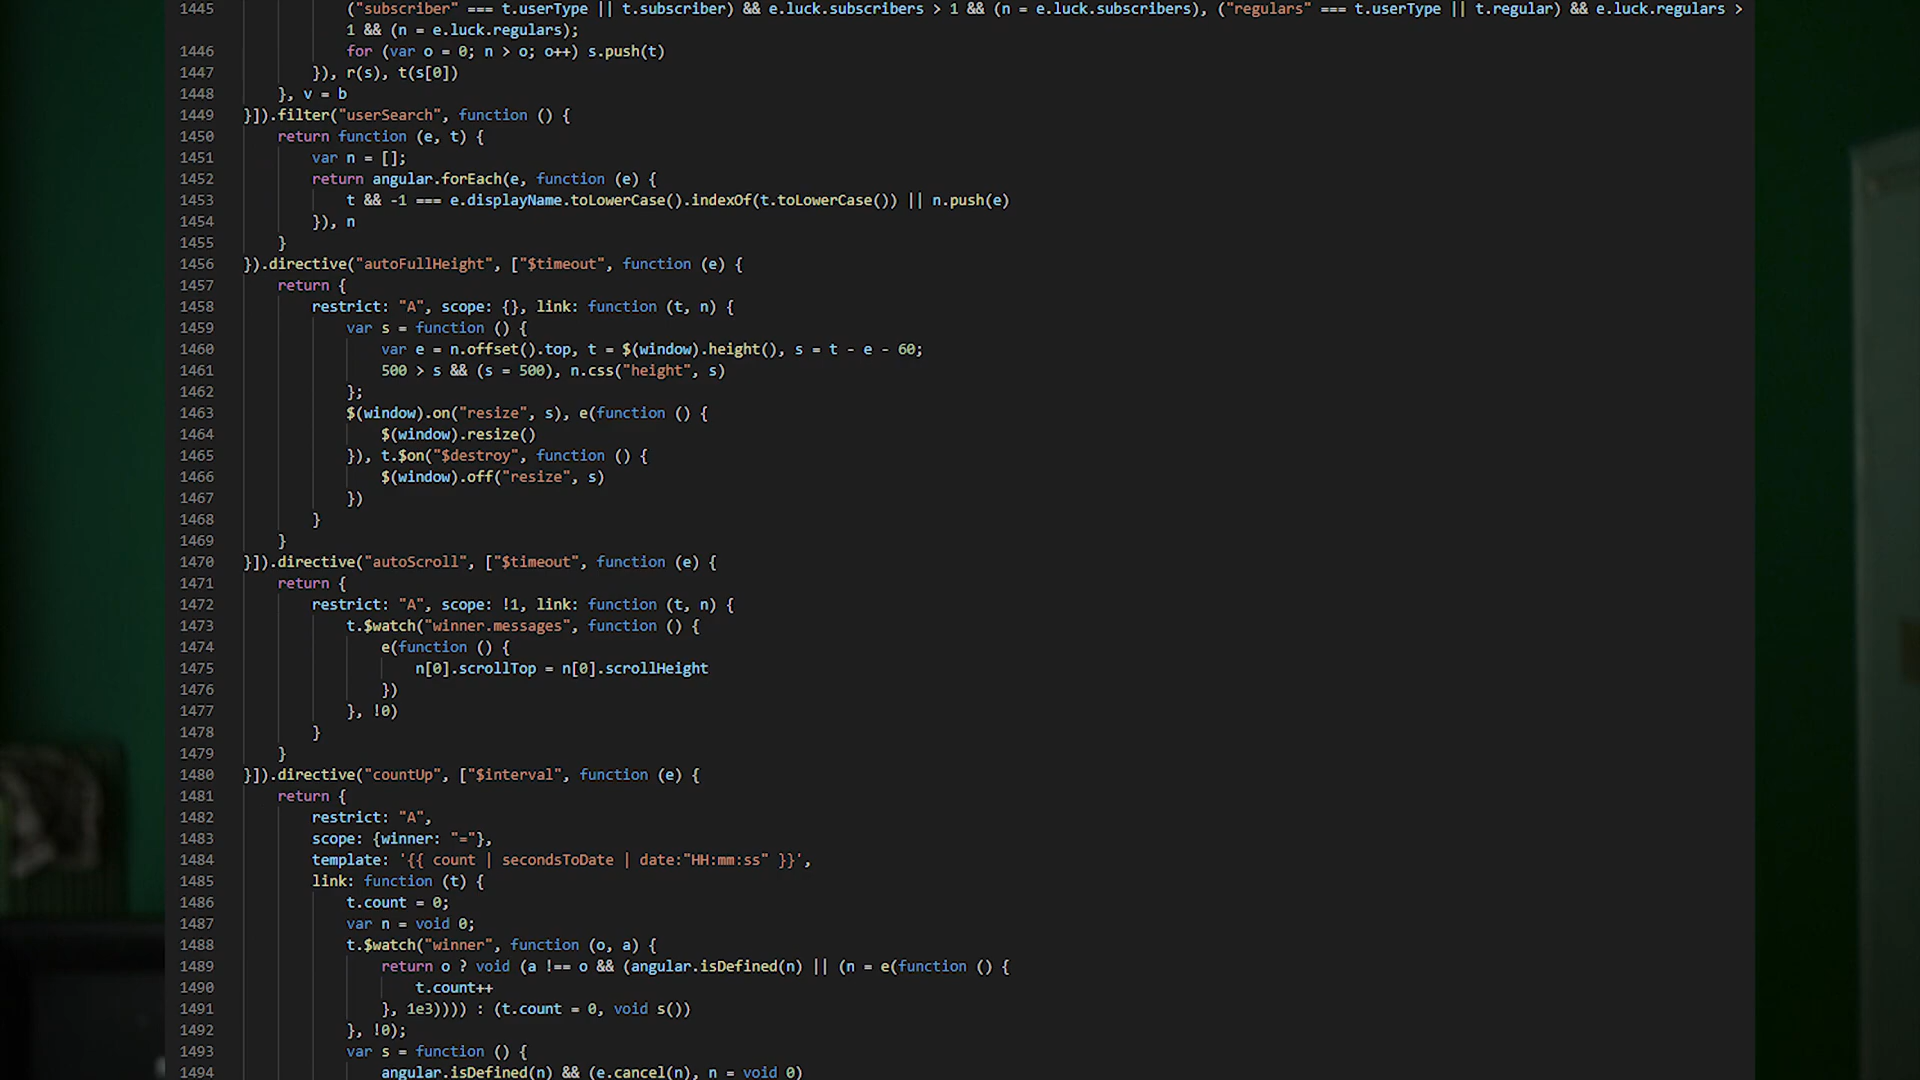 1445 ("subscriber" === t.userType || t.subscriber) && e.luck.subscribers > 1 && (n = e.luck.subscribers), ("regulars" === t.userType || t.regular) && e.luck.regulars >
1 && (n = e.luck.regulars);
1446 for (var o = 0; n > o; o++) s.push(t)
1447 }), r(s), t(s[0])
1448 }, v = b
1449 }]).filter("userSearch", function () {
1450 return function (e, t) {
1451 var n = [];
1452 return angular.forEach(e, function (e) {
1453 t && -1 === e.displayName.toLowerCase().indexOf(t.toLowerCase()) || n.push(e)
1454 }), n
1455 }
1456 }).directive("autoFullHeight", ["$timeout", function (e) {
1457 return {
1458 restrict: "A", scope: {}, link: function (t, n) {
1459 var s = function () {
1460 var e = n.offset().top, t = $(window).height(), s = t - e - 60;
1461 500 > s && (s = 500), n.css("height", s)
1462 };
1463 $(window).on("resize", s), e(function () {
1464 $(window).resize()
1465 }), t.$on("$destroy", function () {
1466 $(window).off("resize", s)
1467 })
1468 }
1469 }
1470 }]).directive("autoScroll", ["$timeout", function (e) {
1471 return {
1472 restrict: "A", scope: !1, link: function (t, n) {
1473 t.$watch("winner.messages", function () {
1474 e(function () {
1475 n[0].scrollTop = n[0].scrollHeight
1476 })
1477 }, !0)
1478 }
1479 }
1480 }]).directive("countUp", ["$interval", function (e) {
1481 return {
1482 restrict: "A",
1483 scope: {winner: "="},
1484 template: '{{ count | secondsToDate | date:"HH:mm:ss" }}',
1485 link: function (t) {
1486 t.count = 0;
1487 var n = void 0;
1488 t.$watch("winner", function (o, a) {
1489 return o ? void (a !== o && (angular.isDefined(n) || (n = e(function () {
1490 t.count++
1491 }, 1e3)))) : (t.count = 0, void s())
1492 }, !0);
1493 var s = function () {
1494 angular.isDefined(n) && (e.cancel(n), n = void 0)